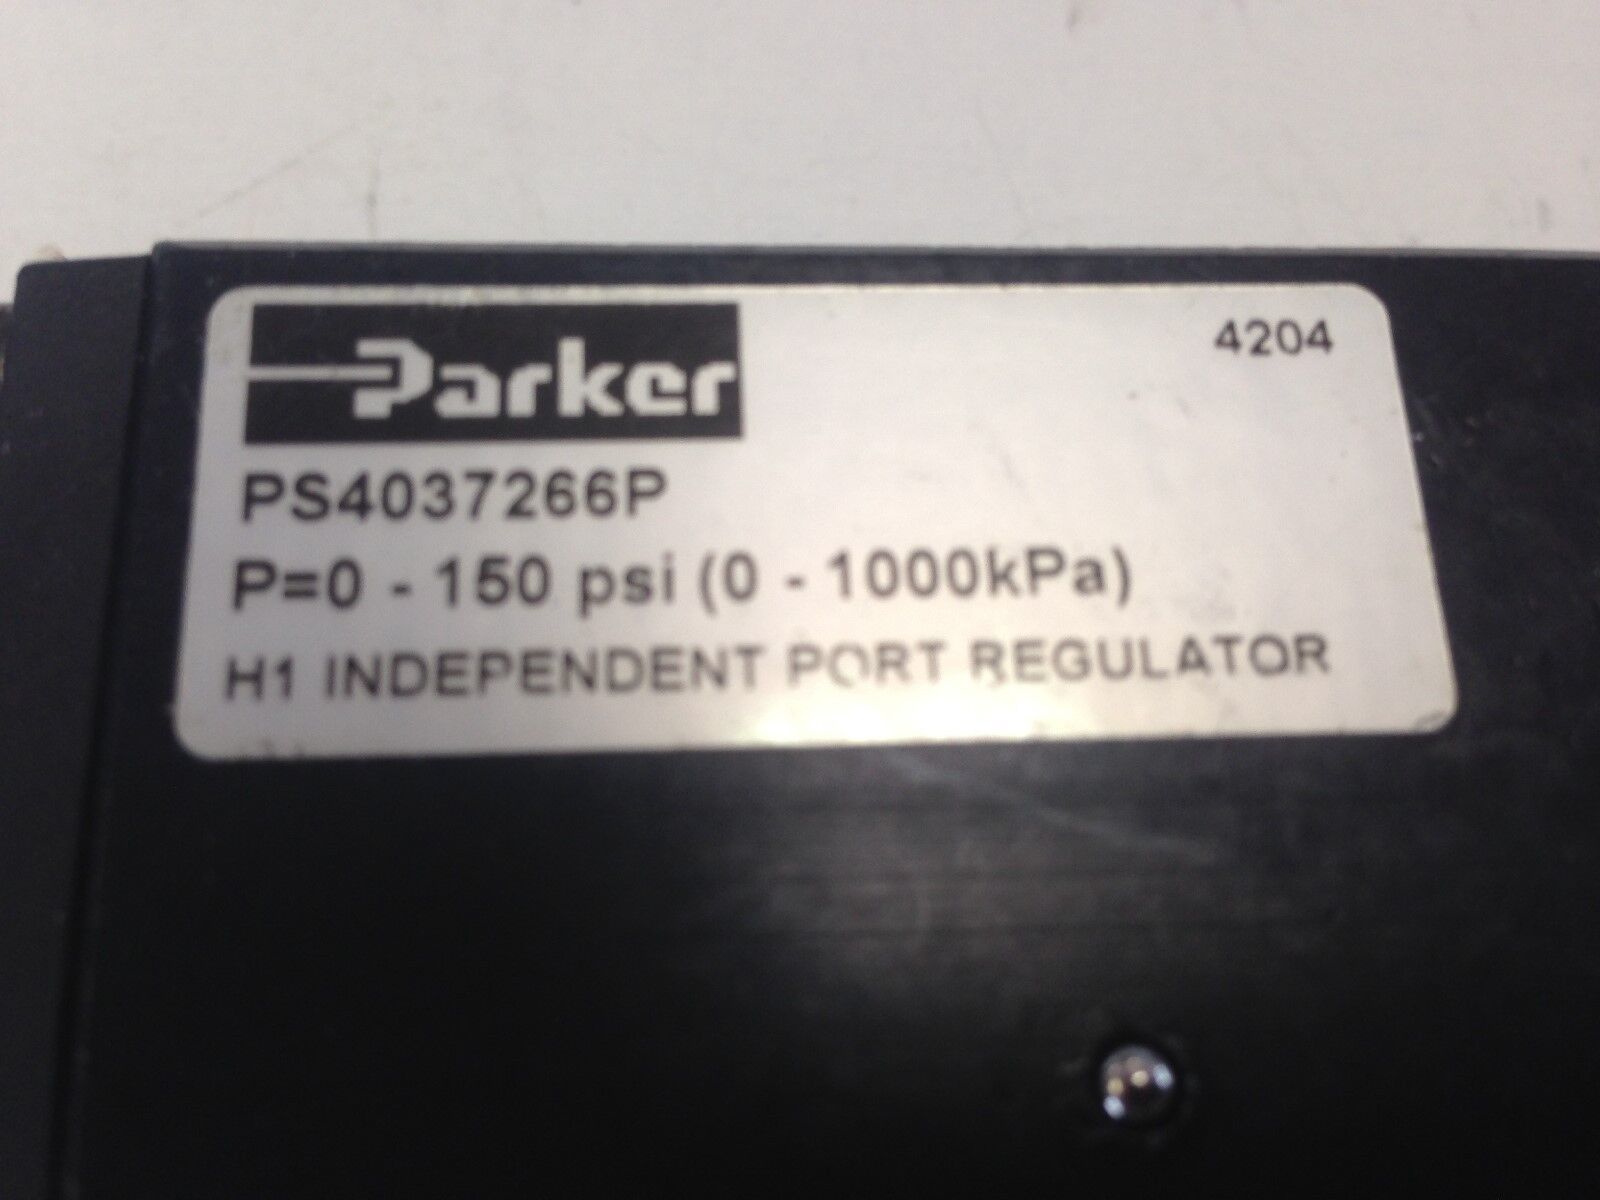 Parker
4204
PS4037266P
P=0 - 150 psi (0 - 1000kPa)
H1 INDEPENDENT PORT REGULATOR